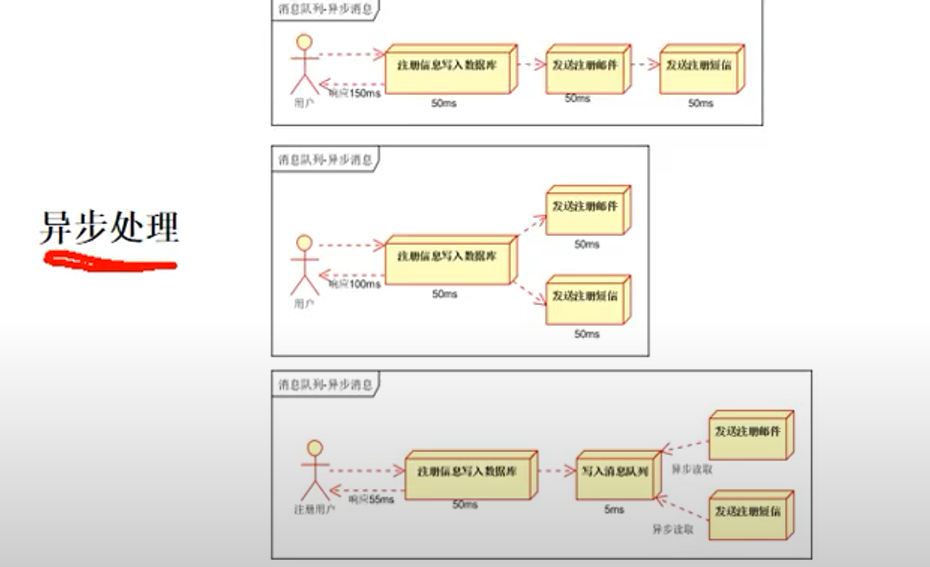 消息队列-异步消息
注册信息写入数据库
发送注册邮件
发送注册短信
响应150ms
用户
50ms
50ms
50ms
消息队列-异步消息
异步处理
发送注册邮件
50ms
注册信息写入数据库
响应100ms
用户
50ms
发送注册短信
50ms
消息队列-异步消息
发送注册邮件
注册信息写入数据库
写入消息队列
异步读取
响应55ms
注册用户
50ms
5ms
发送注册短信
异步读取